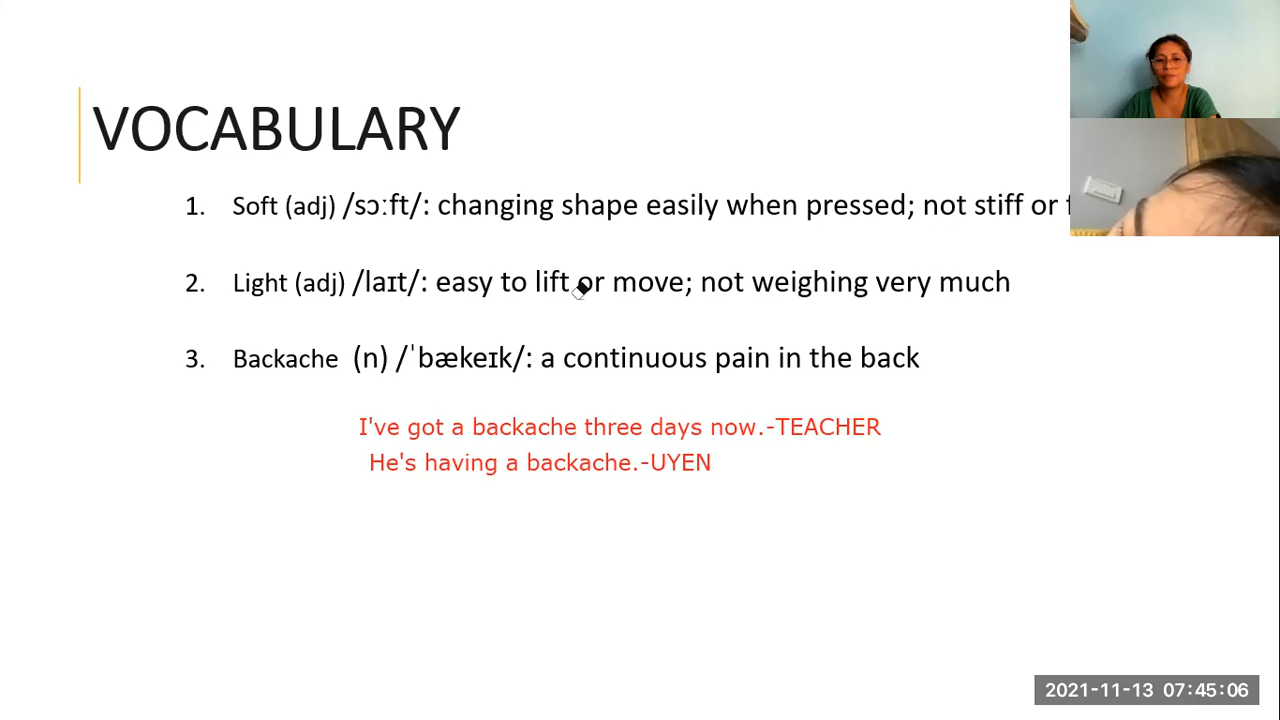 VOCABULARY
1. Soft (adj) /sɔːft/: changing shape easily when pressed; not stiff or
2. Light (adj) /laɪt/: easy to lift or move; not weighing very much
3. Backache (n) /ˈbækeɪk/: a continuous pain in the back
I've got a backache three days now.-TEACHER
He's having a backache.-UYEN
2021-11-13 07:45:06